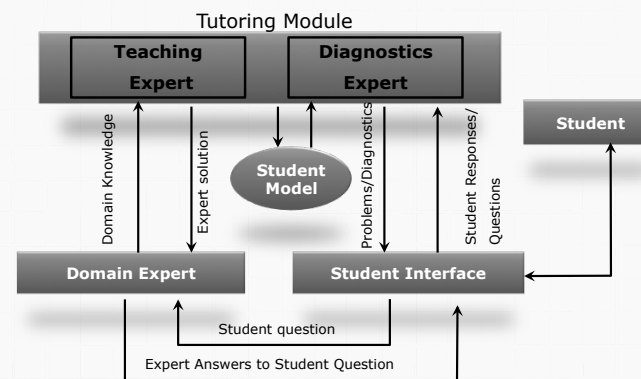 Tutoring Module
Teaching
Expert
Diagnostics
Expert
Student
Domain Knowledge
Expert solution
Student
Model
Problems/Diagnostics
Student Responses/
Questions
Domain Expert
Student Interface
Student question
Expert Answers to Student Question